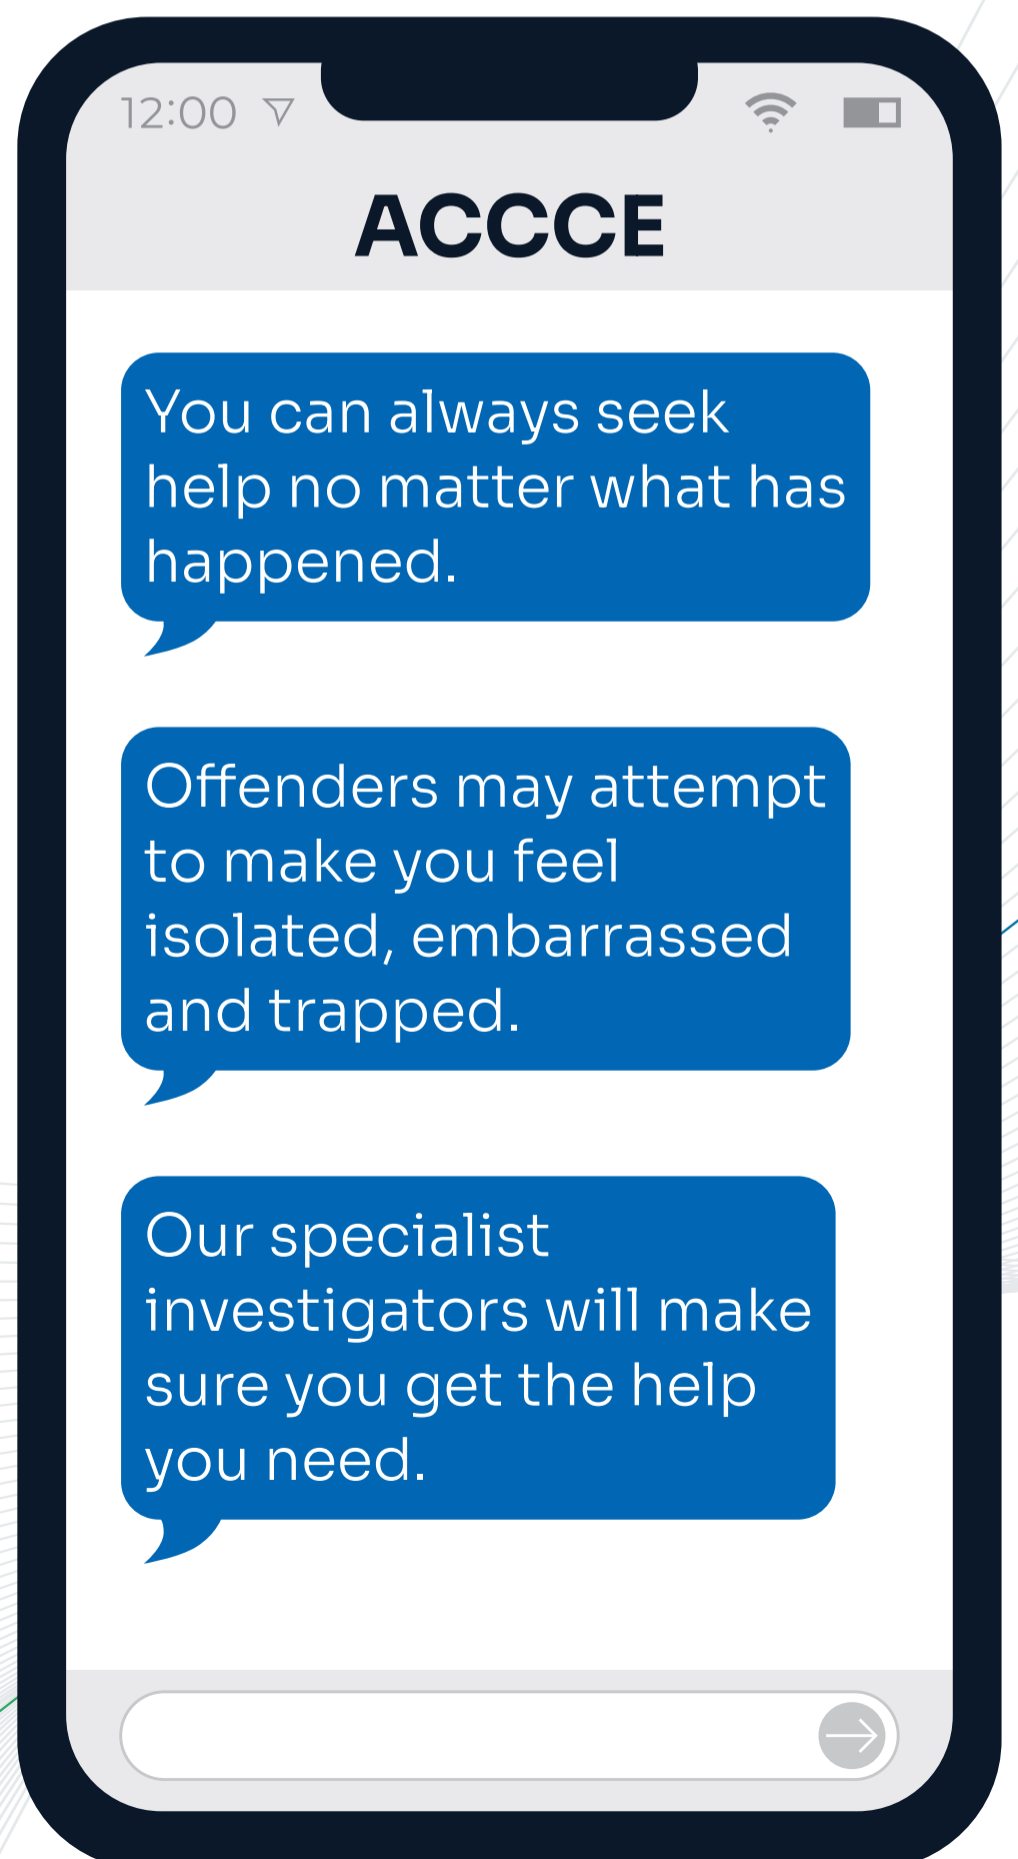 12:00
ACCCE
You can always seek
help no matter what has
happened.
Offenders may attempt
to make you feel
isolated, embarrassed
and trapped.
Our specialist
investigators will make
sure you get the help
you need.